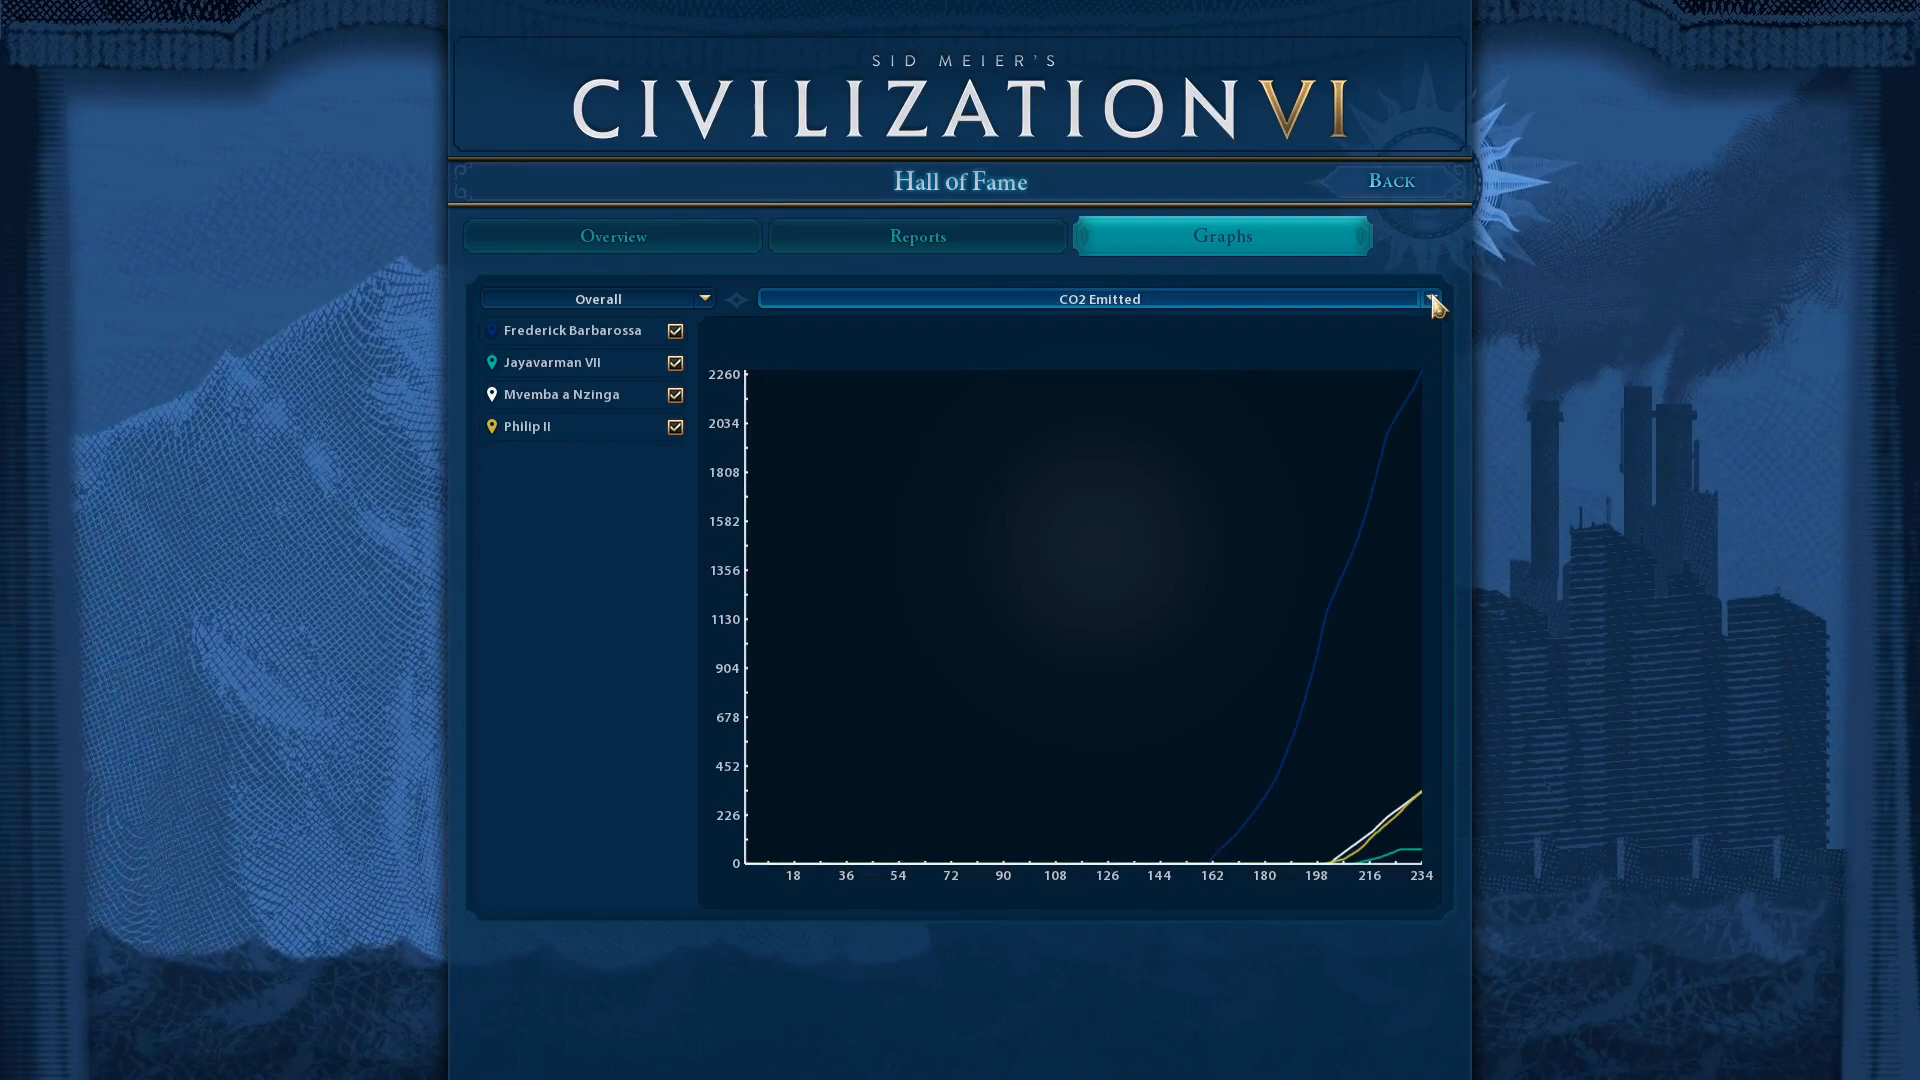 SID MEIER'S
CIVILIZATION VI
Hall of Fame
BACK
Overview
Reports
Graphs
Overall
CO2 Emitted
Frederick Barbarossa
Jayavarman VII
Mvemba a Nzinga
Philip II
2260
2034
1808
1582
1356
1130
904
678
452
226
0
18 36 54 72 90 108 126 144 162 180 198 216 234